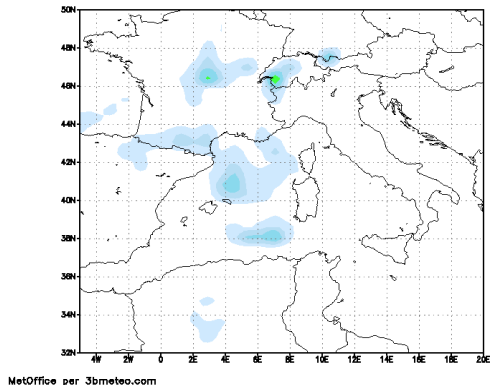 50N
48N
46N
44N
42N
40N
38N
36N
34N
32N
4W 2W 0 2E 4E 6E 8E 10E 12E 14E 16E 18E 20E
MetOffice per 3bmeteo.com